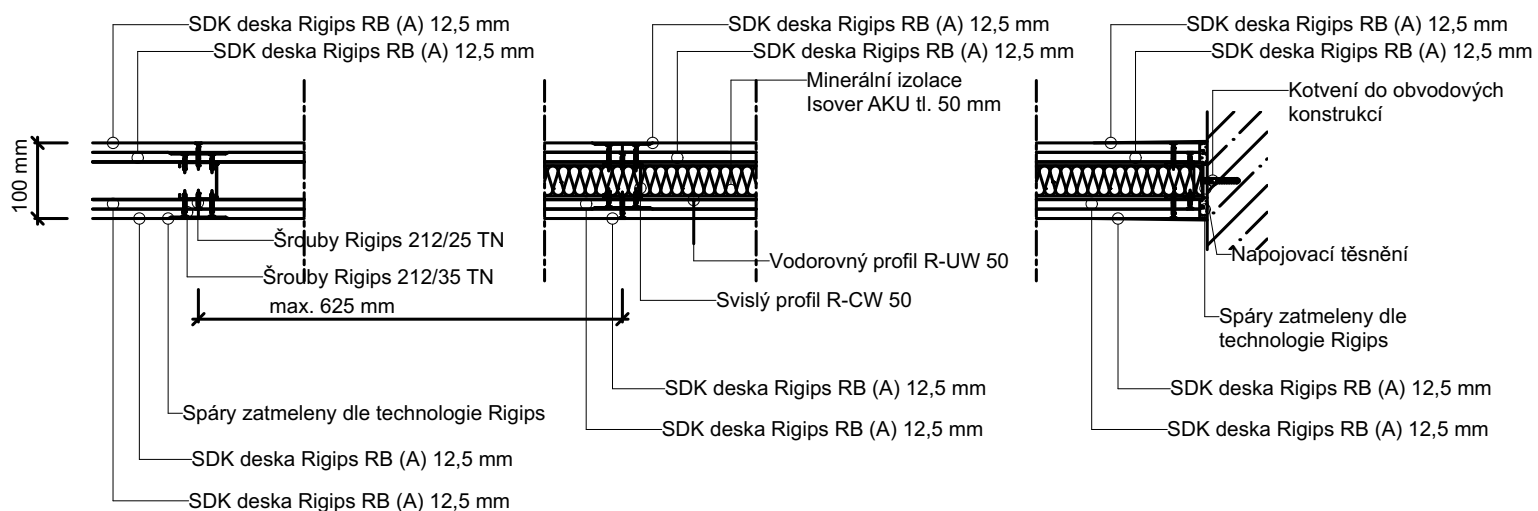 SDK deska Rigips RB (A) 12,5 mm
SDK deska Rigips RB (A) 12,5 mm
100 mm
Šrouby Rigips 212/25 TN
Šrouby Rigips 212/35 TN
max. 625 mm
Spáry zatmeleny dle technologie Rigips
SDK deska Rigips RB (A) 12,5 mm
SDK deska Rigips RB (A) 12,5 mm
SDK deska Rigips RB (A) 12,5 mm
SDK deska Rigips RB (A) 12,5 mm
Minerální izolace
Isover AKU tl. 50 mm
Vodorovný profil R-UW 50
Svislý profil R-CW 50
SDK deska Rigips RB (A) 12,5 mm
SDK deska Rigips RB (A) 12,5 mm
SDK deska Rigips RB (A) 12,5 mm
SDK deska Rigips RB (A) 12,5 mm
Kotvení do obvodových
konstrukcí
Napojovací těsnění
Spáry zatmeleny dle
technologie Rigips
SDK deska Rigips RB (A) 12,5 mm
SDK deska Rigips RB (A) 12,5 mm